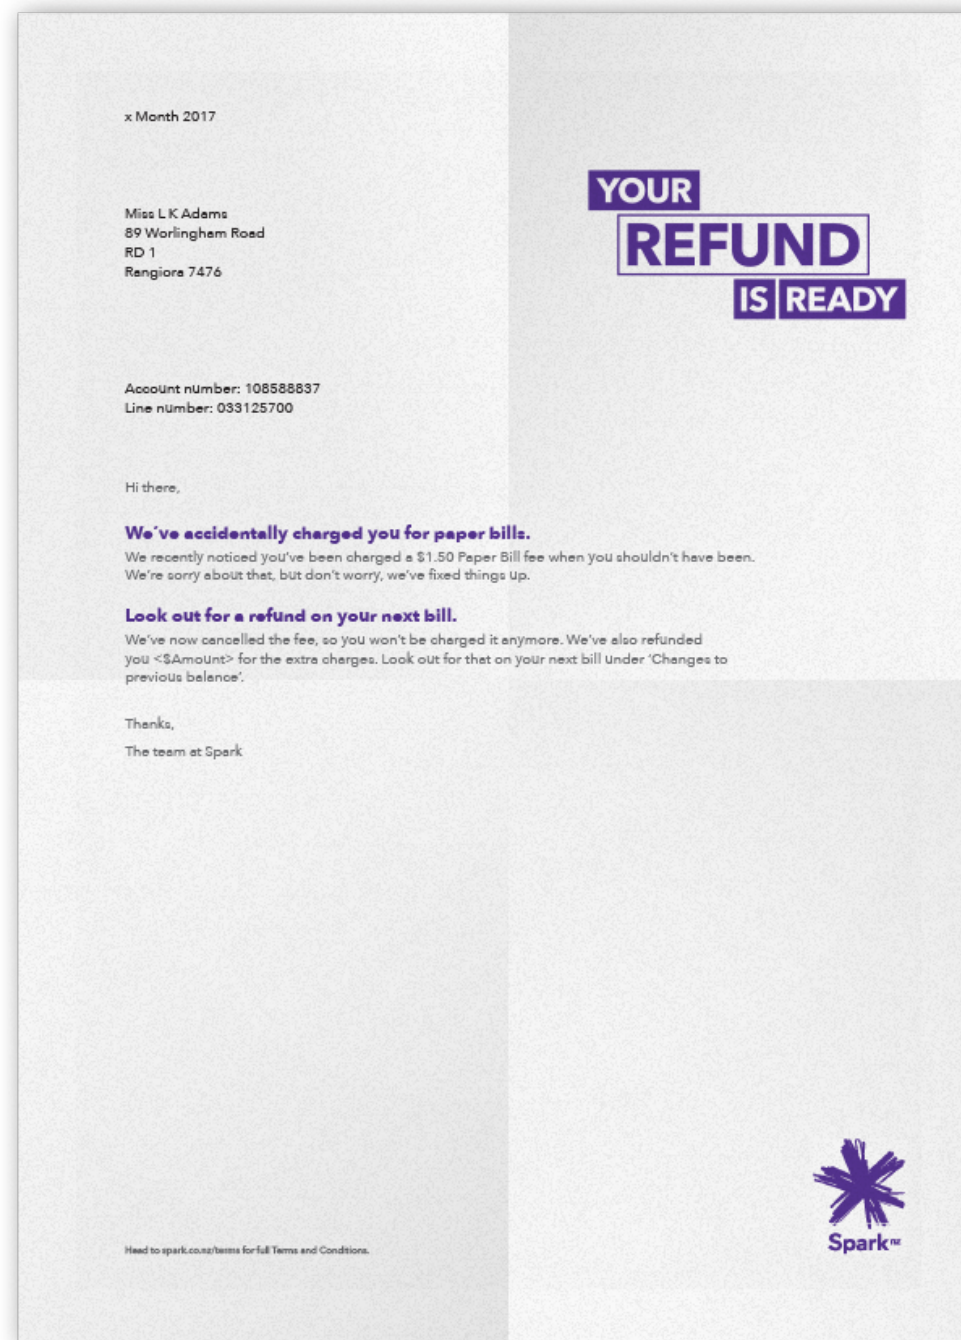 x Month 2017
YOUR
REFUND
IS READY
Miss L K Adams
89 Worlingham Road
RD 1
Rangiora 7476
Account number: 108588837
Line number: 033125700
Hi there,
We've accidentally charged you for paper bills.
We recently noticed you've been charged a $1.50 Paper Bill fee when you shouldn't have been.
We're sorry about that, but don't worry, we've fixed things up.
Look out for a refund on your next bill.
We've now cancelled the fee, so you won't be charged it anymore. We've also refunded
you <$Amount> for the extra charges. Look out for that on your next bill under ‘Changes to
previous balance’.
Thanks,
The team at Spark
Head to spark.co.nz/terms for full Terms and Conditions.
Spark nz